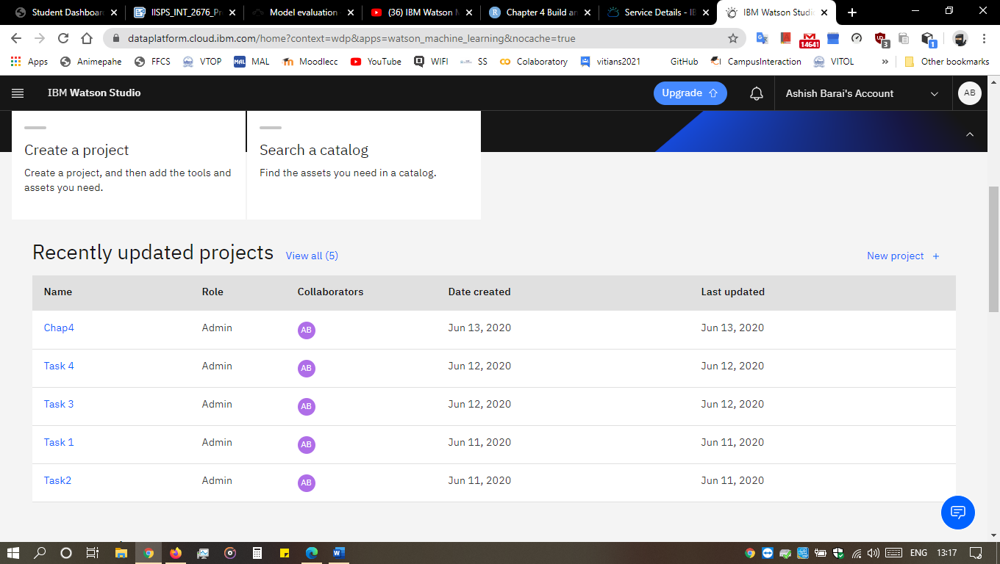 Student Dashboard
IISPS_INT_2676_Pr
Model evaluation
(36) IBM Watson M
Chapter 4 Build an
Service Details - IB
IBM Watson Studio
dataplatform.cloud.ibm.com/home?context=wdp&apps=watson_machine_learning&nocache=true
14641
3
1
Apps
Animepahe
FFCS
VTOP
MAL
MAL
Moodlecc
YouTube
WIFI
SS
Colaboratory
vitians2021
GitHub
CampusInteraction
VITOL
»
Other bookmarks
IBM Watson Studio
Upgrade
Ashish Barai's Account
AB
Create a project
Create a project, and then add the tools and
assets you need.
Search a catalog
Find the assets you need in a catalog.
Recently updated projects View all (5)
New project +
Name Role Collaborators Date created Last updated
Chap4 Admin AB Jun 13, 2020 Jun 13, 2020
Task 4 Admin AB Jun 12, 2020 Jun 12, 2020
Task 3 Admin AB Jun 12, 2020 Jun 12, 2020
Task 1 Admin AB Jun 11, 2020 Jun 11, 2020
Task2 Admin AB Jun 11, 2020 Jun 11, 2020
ENG 13:17